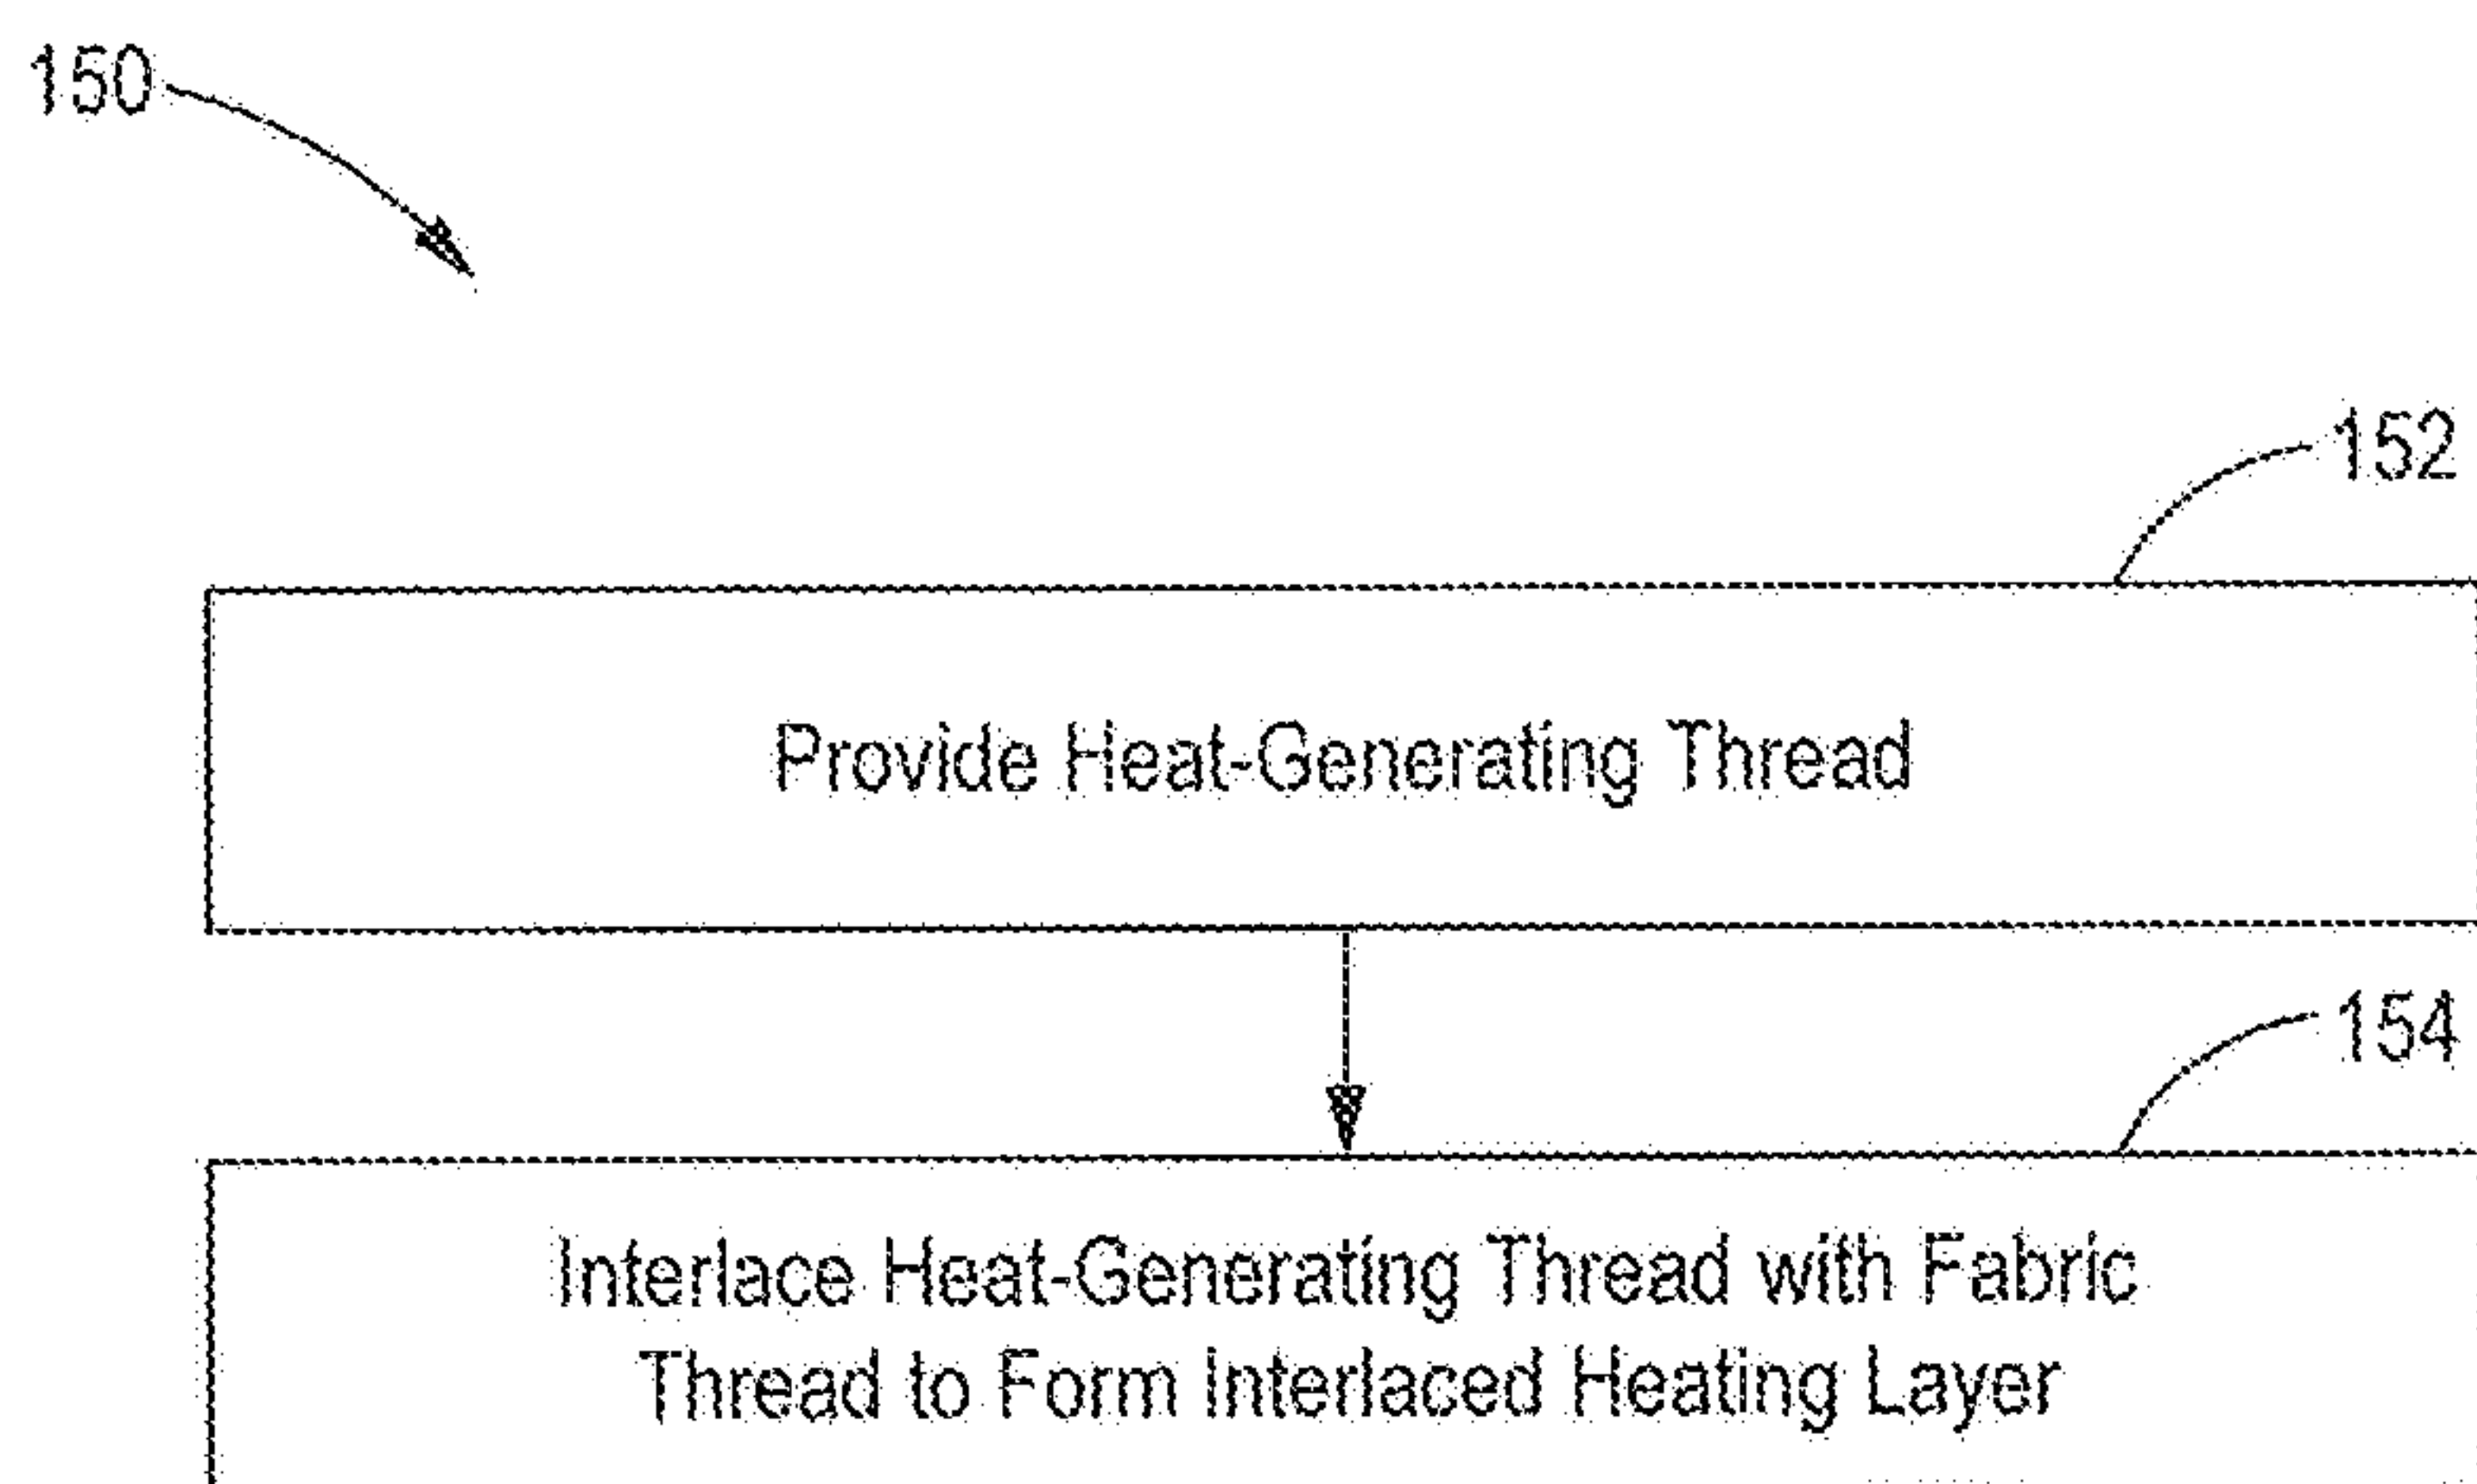 150
152
Provide Heat-Generating Thread
154
Interlace Heat-Generating Thread with Fabric
Thread to Form Interlaced Heating Layer